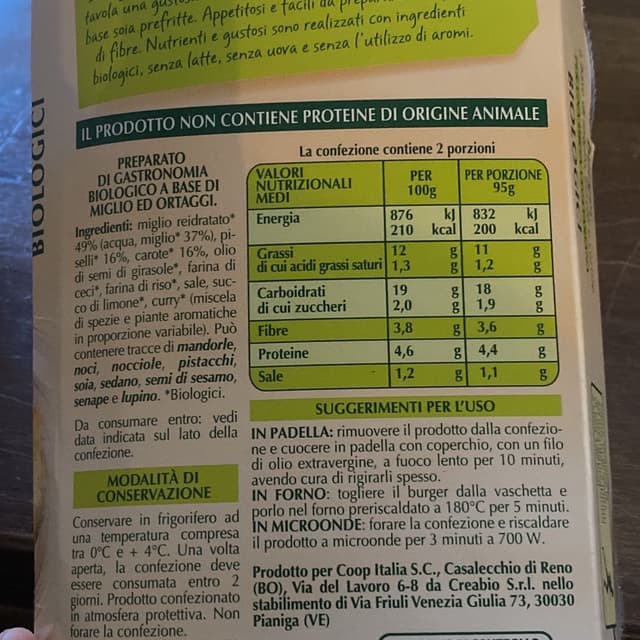 tavola una
base soia prefritte. Appetitosi e facili da
di fibre. Nutrienti e gustosi sono realizzati con ingredienti
biologici, senza latte, senza uova e senza l'utilizzo di aromi.
BIOLOGICI
IL PRODOTTO NON CONTIENE PROTEINE DI ORIGINE ANIMALE
PREPARATO
DI GASTRONOMIA
BIOLOGICO A BASE DI
MIGLIO ED ORTAGGI.
Ingredienti: miglio reidratato*
49% (acqua, miglio* 37%), pi-
selli* 16%, carote* 16%, olio
di semi di girasole*, farina di
ceci*, farina di riso*, sale, suc-
co di limone*, curry* (miscela
di spezie e piante aromatiche
in proporzione variabile). Può
contenere tracce di mandorle,
noci, nocciole, pistacchi,
soia, sedano, semi di sesamo,
senape e lupino. *Biologici.
Da consumare entro: vedi
data indicata sul lato della
confezione.
MODALITÀ DI
CONSERVAZIONE
Conservare in frigorifero ad
una temperatura compresa
tra 0°C e + 4°C. Una volta
aperta, la confezione deve
essere consumata entro 2
giorni. Prodotto confezionato
in atmosfera protettiva. Non
forare la confezione.
La confezione contiene 2 porzioni
VALORI NUTRIZIONALI MEDI PER 100g PER PORZIONE 95g
Energia 876 kJ 832 kJ
210 kcal 200 kcal
Grassi 12 g 11 g
di cui acidi grassi saturi 1,3 g 1,2 g
Carboidrati 19 g 18 g
di cui zuccheri 2,0 g 1,9 g
Fibre 3,8 g 3,6 g
Proteine 4,6 g 4,4 g
Sale 1,2 g 1,1 g
SUGGERIMENTI PER L'USO
IN PADELLA: rimuovere il prodotto dalla confezio-
ne e cuocere in padella con coperchio, con un filo
di olio extravergine, a fuoco lento per 10 minuti,
avendo cura di rigirarli spesso.
IN FORNO: togliere il burger dalla vaschetta e
porlo nel forno preriscaldato a 180°C per 5 minuti.
IN MICROONDE: forare la confezione e riscaldare
il prodotto a microonde per 3 minuti a 700 W.
Prodotto per Coop Italia S.C., Casalecchio di Reno
(BO), Via del Lavoro 6-8 da Creabio S.r.l. nello
stabilimento di Via Friuli Venezia Giulia 73, 30030
Pianiga (VE)